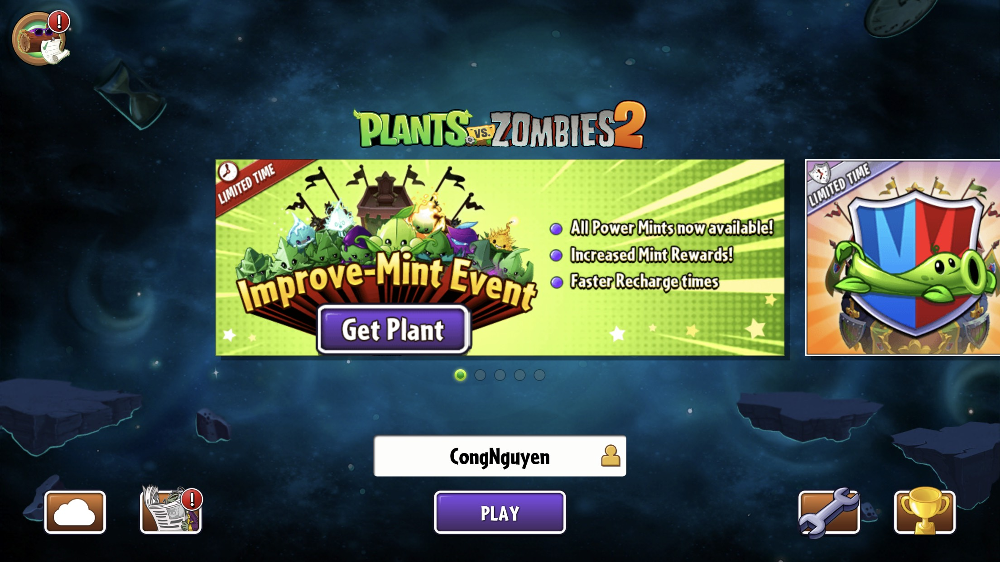 !
PLANTS VS. ZOMBIES 2
LIMITED TIME
Improve-Mint Event
Get Plant
All Power Mints now available!
Increased Mint Rewards!
Faster Recharge times
LIMITED TIME
CongNguyen
!
PLAY